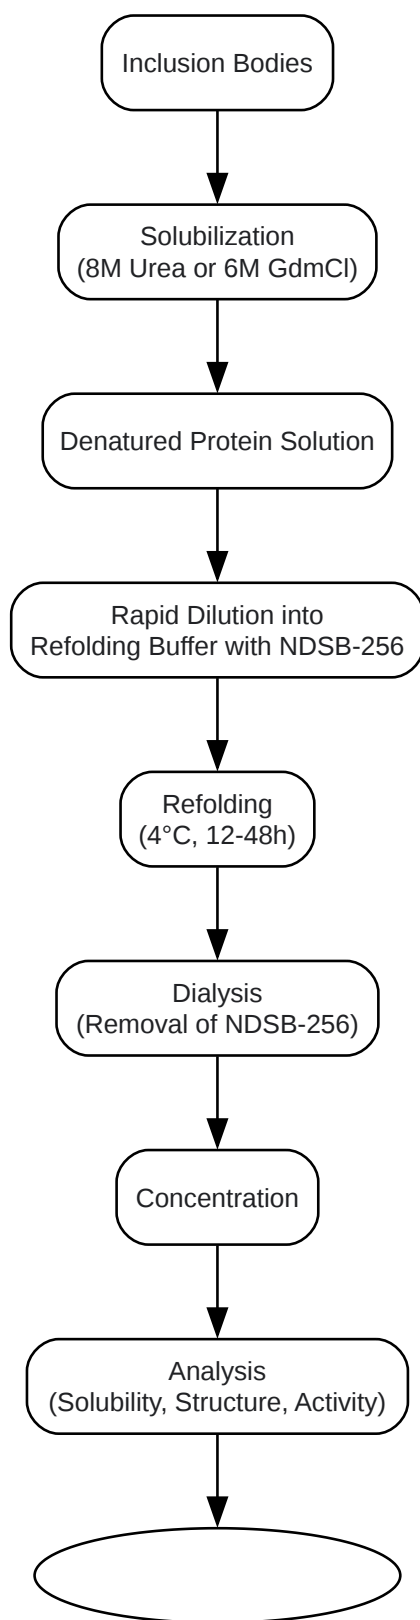 Inclusion Bodies
Solubilization
(8M Urea or 6M GdmCl)
Denatured Protein Solution
Rapid Dilution into
Refolding Buffer with NDSB-256
Refolding
(4°C, 12-48h)
Dialysis
(Removal of NDSB-256)
Concentration
Analysis
(Solubility, Structure, Activity)